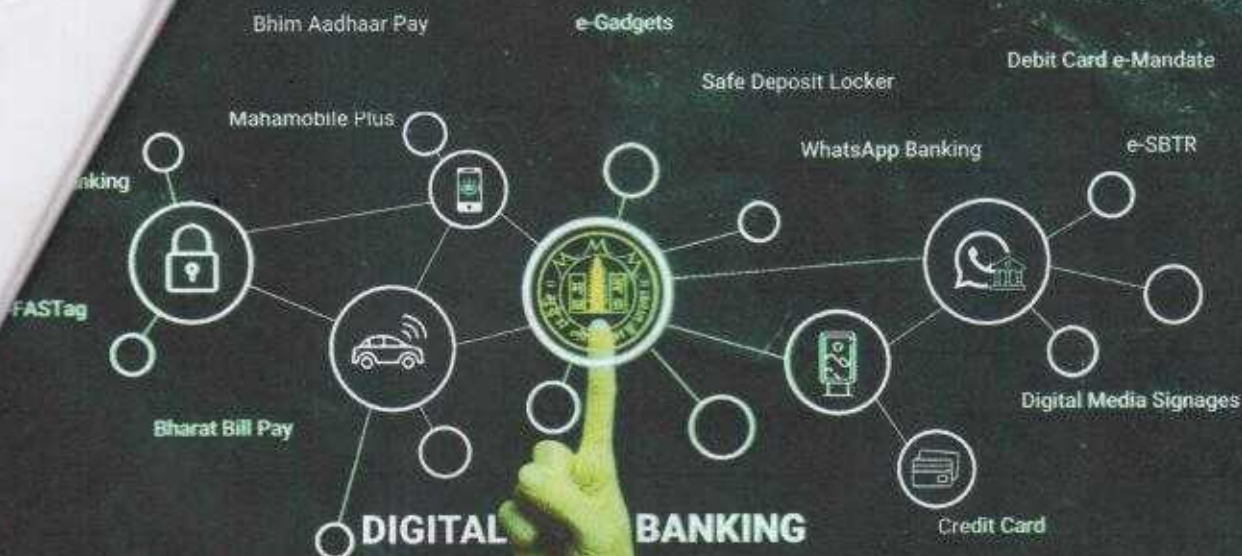 Bhim Aadhaar Pay
e-Gadgets
Debit Card e-Mandate
Safe Deposit Locker
Mahamobile Plus
WhatsApp Banking
e-SBTR
FASTag
Bharat Bill Pay
Digital Media Signages
DIGITAL BANKING
Credit Card